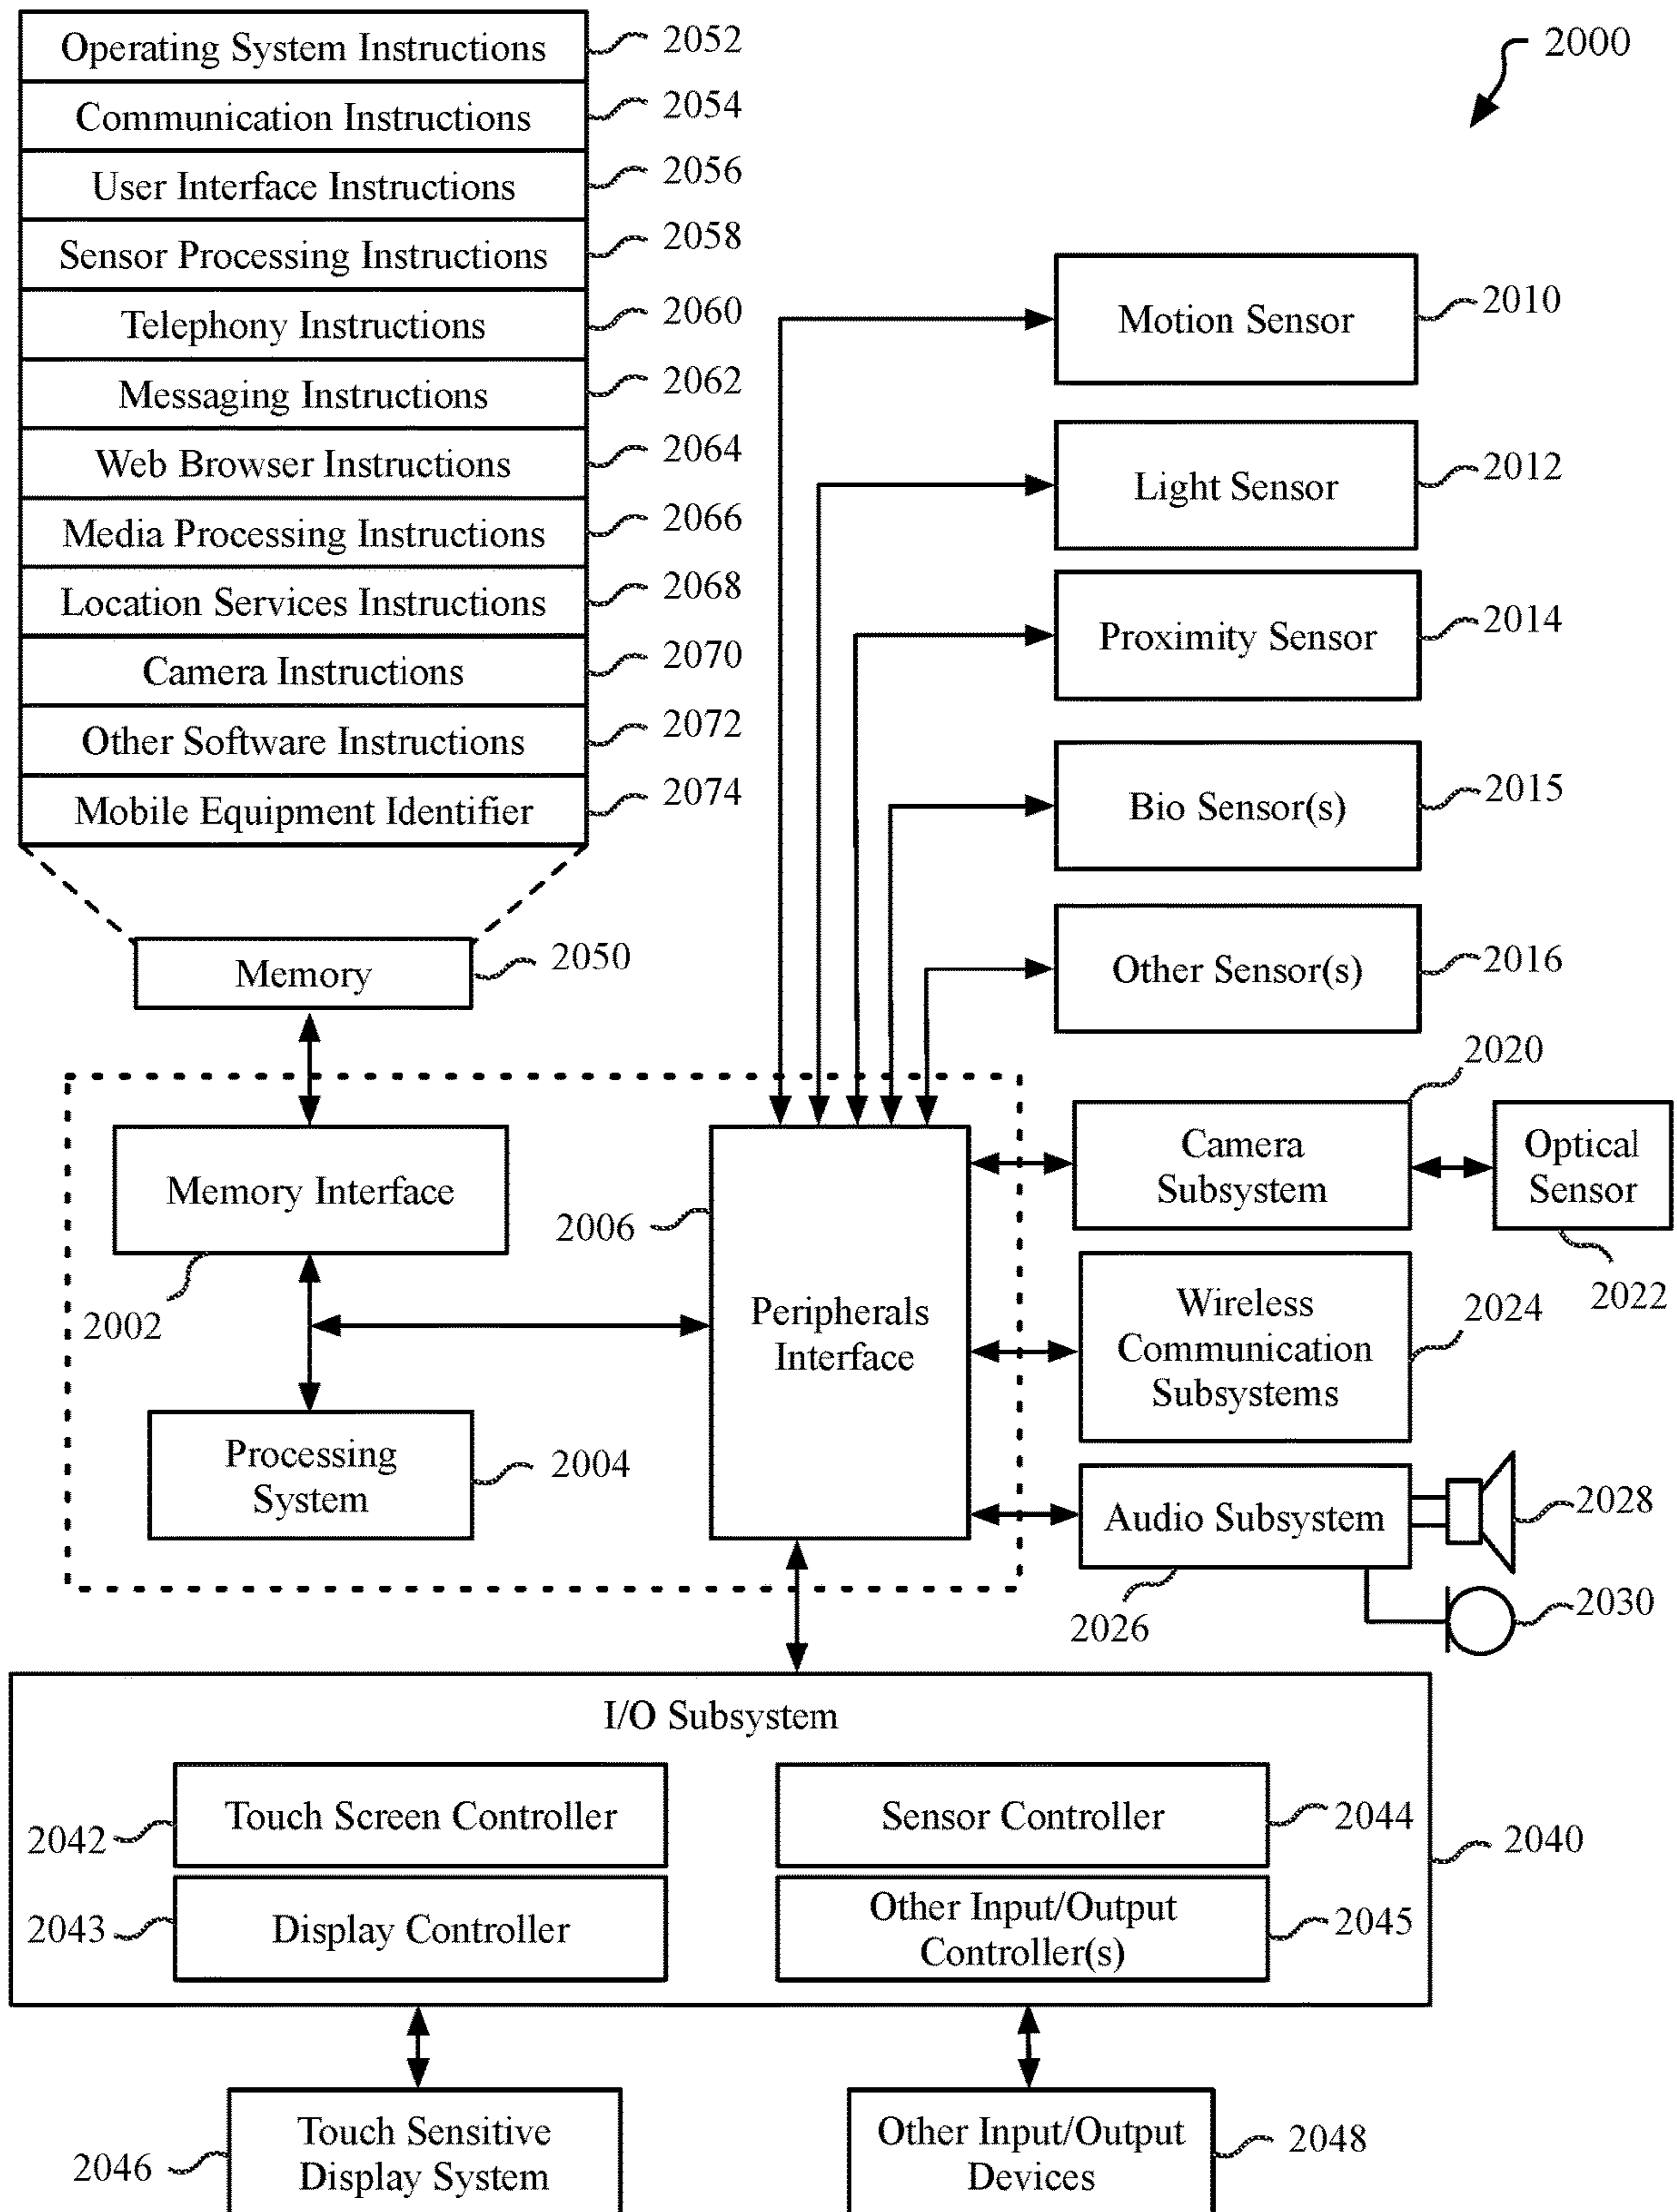 Operating System Instructions
2052
Communication Instructions
2054
User Interface Instructions
2056
Sensor Processing Instructions
2058
Telephony Instructions
2060
Messaging Instructions
2062
Web Browser Instructions
2064
Media Processing Instructions
2066
Location Services Instructions
2068
Camera Instructions
2070
Other Software Instructions
2072
Mobile Equipment Identifier
2074
Memory
2050
2000
Motion Sensor
2010
Light Sensor
2012
Proximity Sensor
2014
Bio Sensor(s)
2015
Other Sensor(s)
2016
Memory Interface
2002
Processing
System
2004
2006
Peripherals
Interface
Camera
Subsystem
2020
Optical
Sensor
2022
Wireless
Communication
Subsystems
2024
Audio Subsystem
2026
2028
2030
I/O Subsystem
2040
Touch Screen Controller
2042
Sensor Controller
2044
Display Controller
2043
Other Input/Output
Controller(s)
2045
Touch Sensitive
Display System
2046
Other Input/Output
Devices
2048